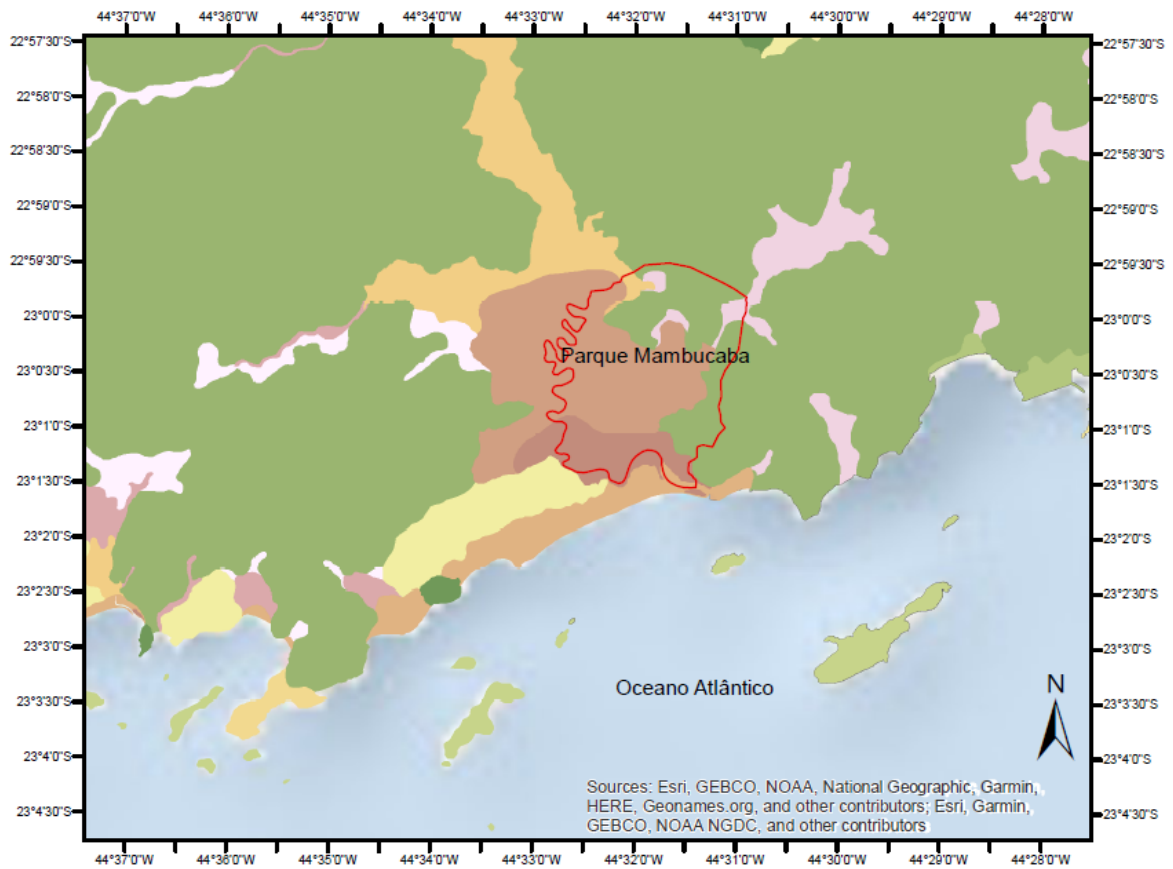 44°37'0"W 44°36'0"W 44°35'0"W 44°34'0"W 44°33'0"W 44°32'0"W 44°31'0"W 44°30'0"W 44°29'0"W 44°28'0"W
22°57'30"S 22°57'30"S
22°58'0"S 22°58'0"S
22°58'30"S 22°58'30"S
22°59'0"S 22°59'0"S
22°59'30"S 22°59'30"S
23°0'0"S 23°0'0"S
Parque Mambucaba
23°0'30"S 23°0'30"S
23°1'0"S 23°1'0"S
23°1'30"S 23°1'30"S
23°2'0"S 23°2'0"S
23°2'30"S 23°2'30"S
23°3'0"S 23°3'0"S
Oceano Atlântico N
23°3'30"S 23°3'30"S
23°4'0"S 23°4'0"S
Sources: Esri, GEBCO, NOAA, National Geographic, Garmin,
HERE, Geonames.org, and other contributors; Esri, Garmin,
23°4'30"S 23°4'30"S
GEBCO, NOAA NGDC, and other contributors
44°37'0"W 44°36'0"W 44°35'0"W 44°34'0"W 44°33'0"W 44°32'0"W 44°31'0"W 44°30'0"W 44°29'0"W 44°28'0"W